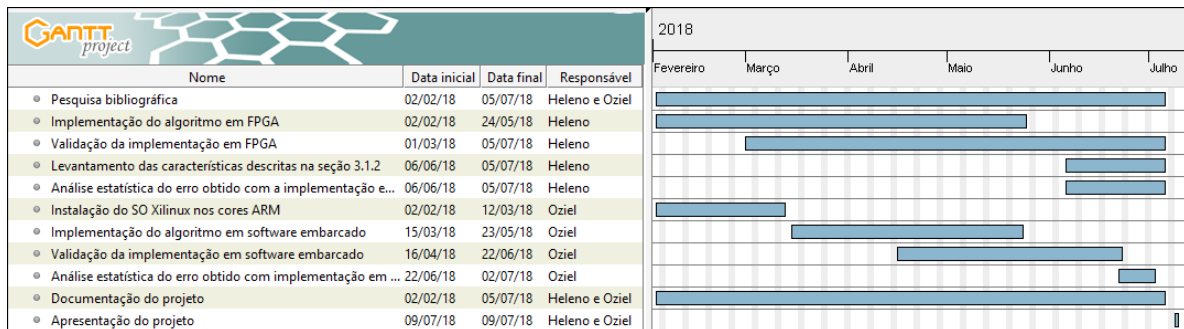 GANTT project
2018
Fevereiro Março Abril Maio Junho Julho
Nome Data inicial Data final Responsável
Pesquisa bibliográfica 02/02/18 05/07/18 Heleno e Oziel
Implementação do algoritmo em FPGA 02/02/18 24/05/18 Heleno
Validação da implementação em FPGA 01/03/18 05/07/18 Heleno
Levantamento das características descritas na seção 3.1.2 06/06/18 05/07/18 Heleno
Análise estatística do erro obtido com a implementação e... 06/06/18 05/07/18 Heleno
Instalação do SO Xilinux nos cores ARM 02/02/18 12/03/18 Oziel
Implementação do algoritmo em software embarcado 15/03/18 23/05/18 Oziel
Validação da implementação em software embarcado 16/04/18 22/06/18 Oziel
Análise estatística do erro obtido com implementação em ... 22/06/18 02/07/18 Oziel
Documentação do projeto 02/02/18 05/07/18 Heleno e Oziel
Apresentação do projeto 09/07/18 09/07/18 Heleno e Oziel